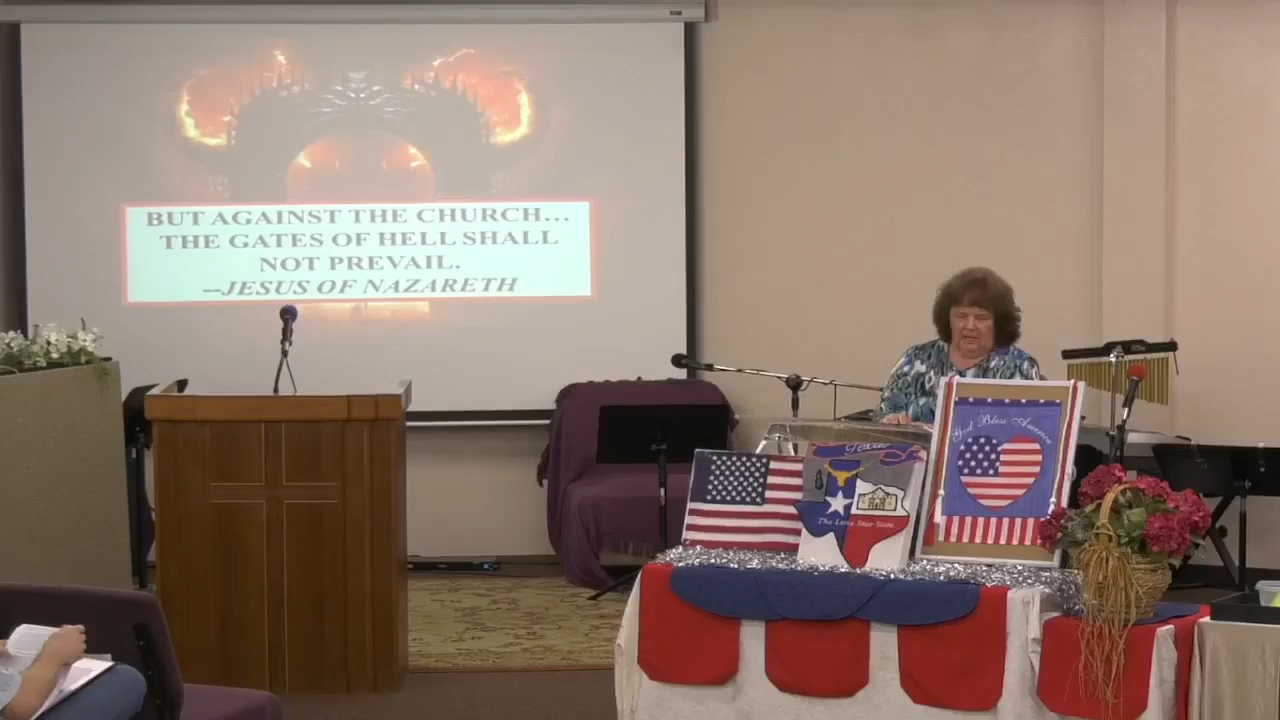 BUT AGAINST THE CHURCH...
THE GATES OF HELL SHALL
NOT PREVAIL.
--JESUS OF NAZARETH
Texas
The Lone Star State
God Bless America